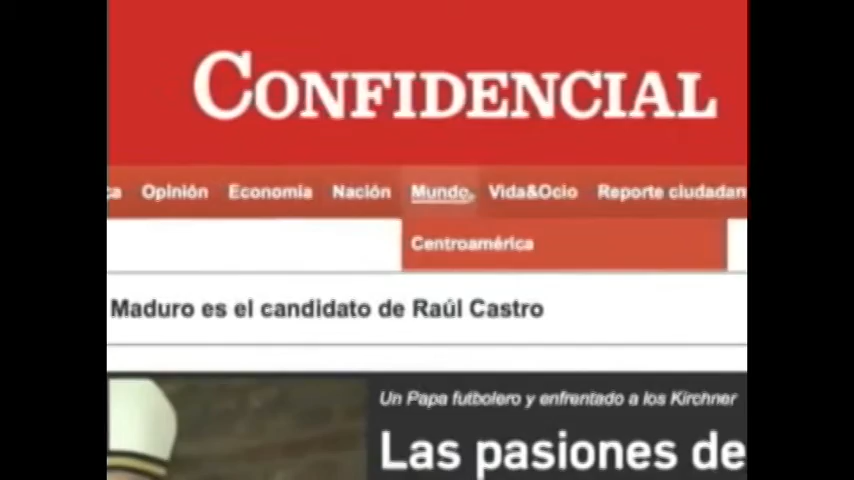 CONFIDENCIAL
Opinión Economia Nación Mundo Vida&Ocio Reporte ciudadan
Centroamérica
Maduro es el candidato de Raúl Castro
Un Papa futbolero y enfrentado a los Kirchner
Las pasiones de